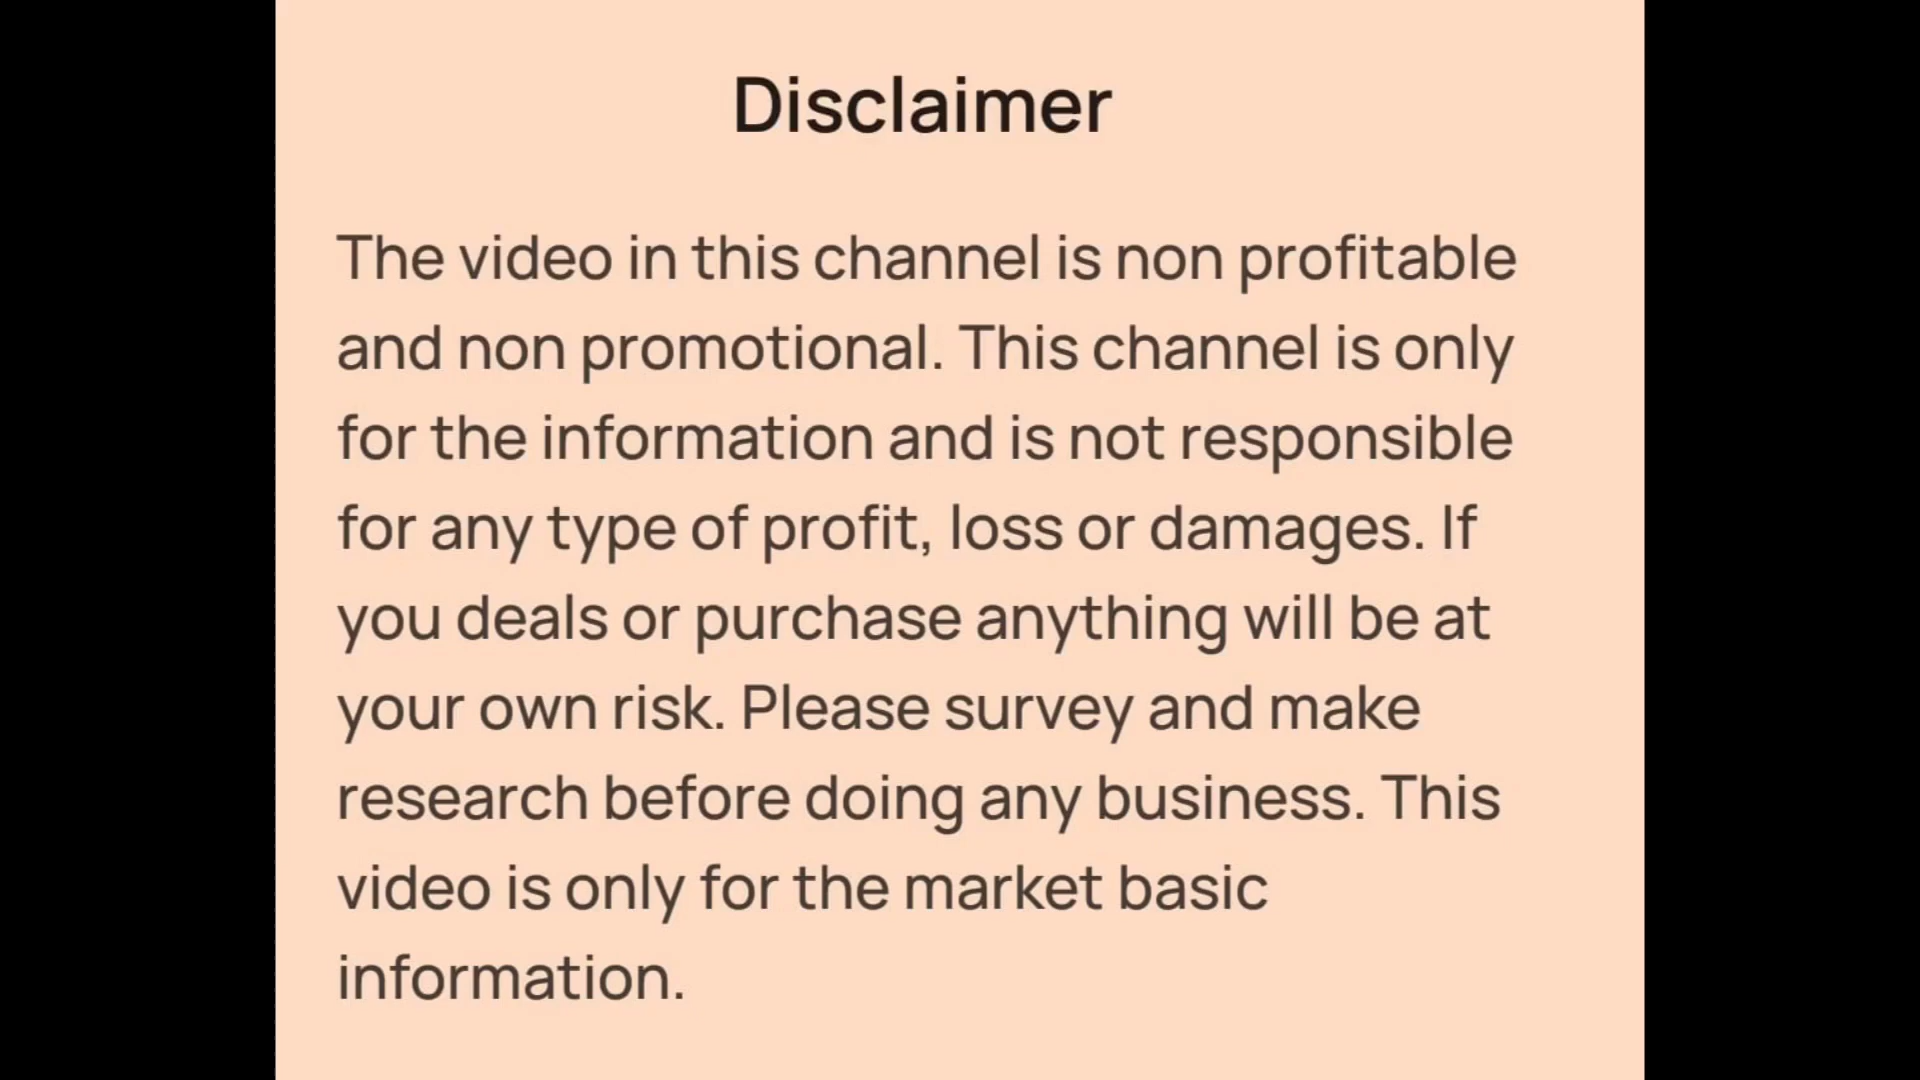 Disclaimer
The video in this channel is non profitable
and non promotional. This channel is only
for the information and is not responsible
for any type of profit, loss or damages. If
you deals or purchase anything will be at
your own risk. Please survey and make
research before doing any business. This
video is only for the market basic
information.